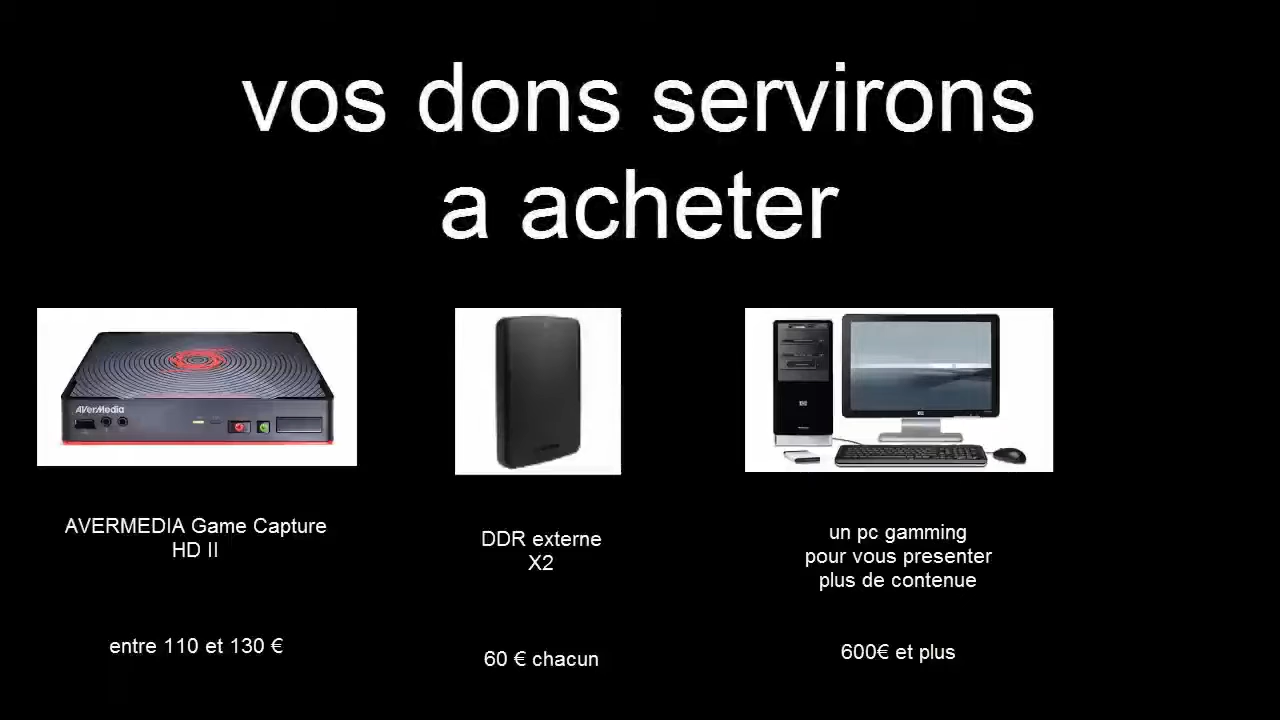 vos dons servirons
a acheter
AVerMedia
AVERMEDIA Game Capture
HD II
entre 110 et 130 €
DDR externe
X2
60 € chacun
un pc gamming
pour vous presenter
plus de contenue
600€ et plus